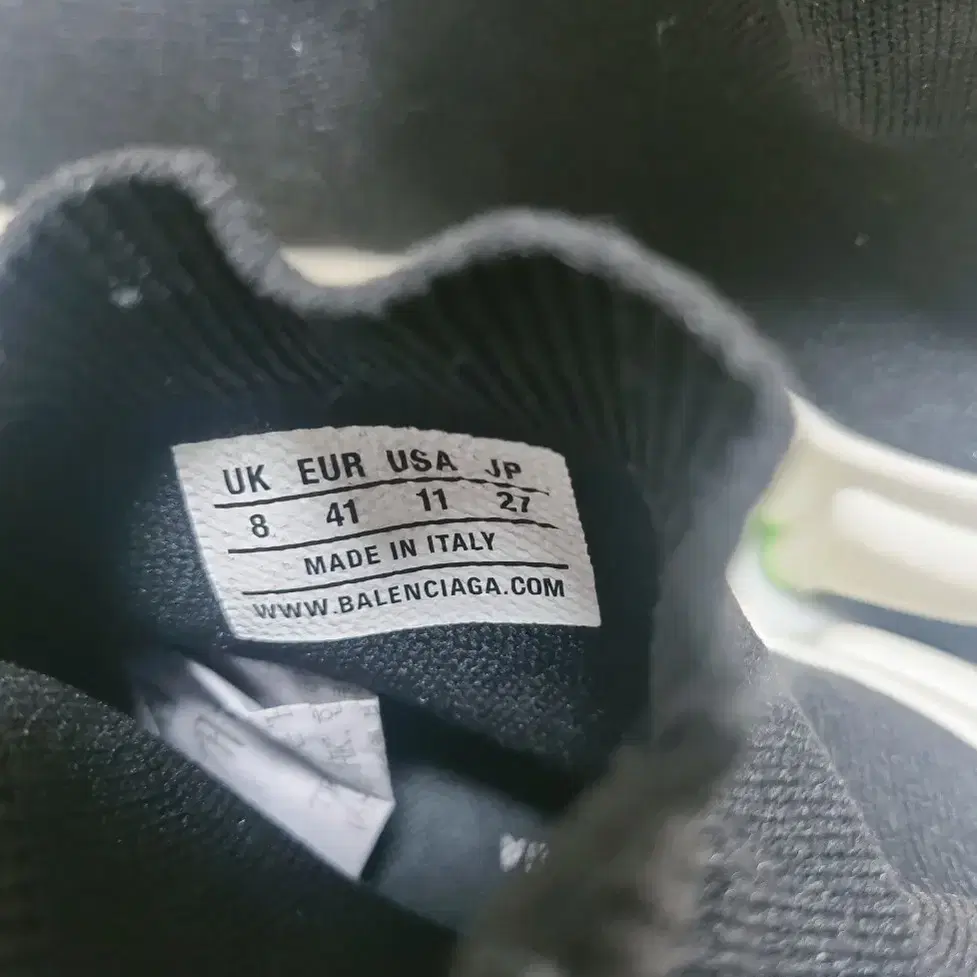 UK EUR USA JP
8 41 11 27
MADE IN ITALY
WWW.BALENCIAGA.COM